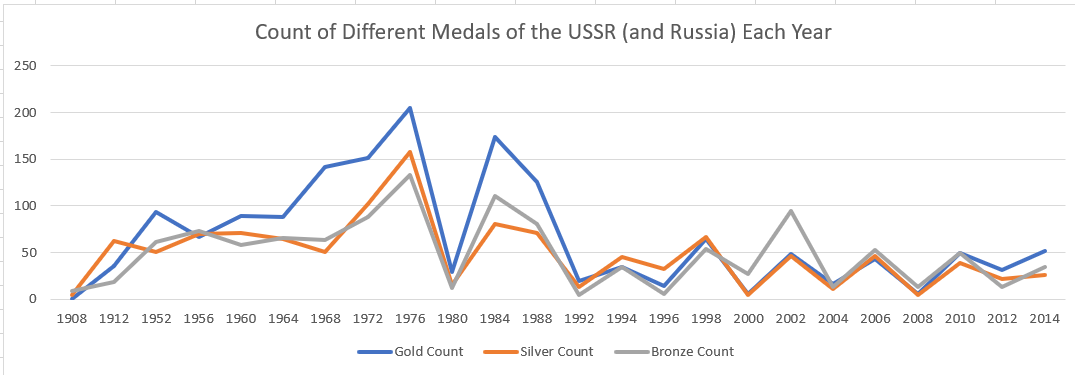 Count of Different Medals of the USSR (and Russia) Each Year
250
200
150
100
50
0
1908 1912 1952 1956 1960 1964 1968 1972 1976 1980 1984 1988 1992 1994 1996 1998 2000 2002 2004 2006 2008 2010 2012 2014
Gold Count Silver Count Bronze Count